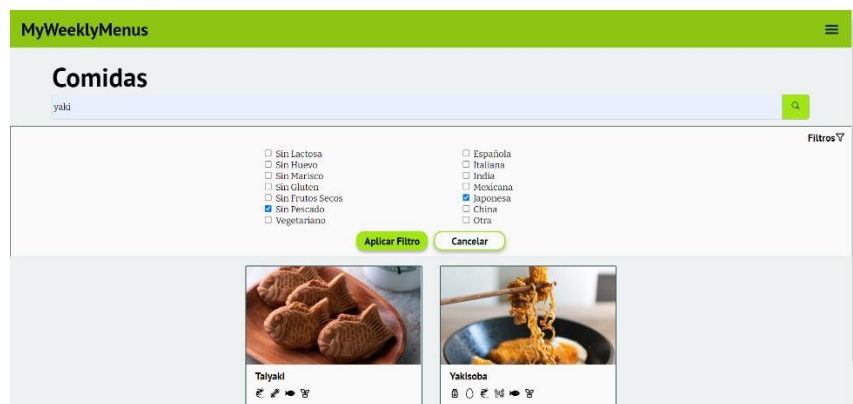 MyWeeklyMenus
Comidas
yaki
Filtros
Sin Lactosa
Sin Huevo
Sin Marisco
Sin Gluten
Sin Frutos Secos
Sin Pescado
Vegetariano
Española
Italiana
India
Mexicana
Japonesa
China
Otra
Aplicar Filtro
Cancelar
Taiyaki
Yakisoba